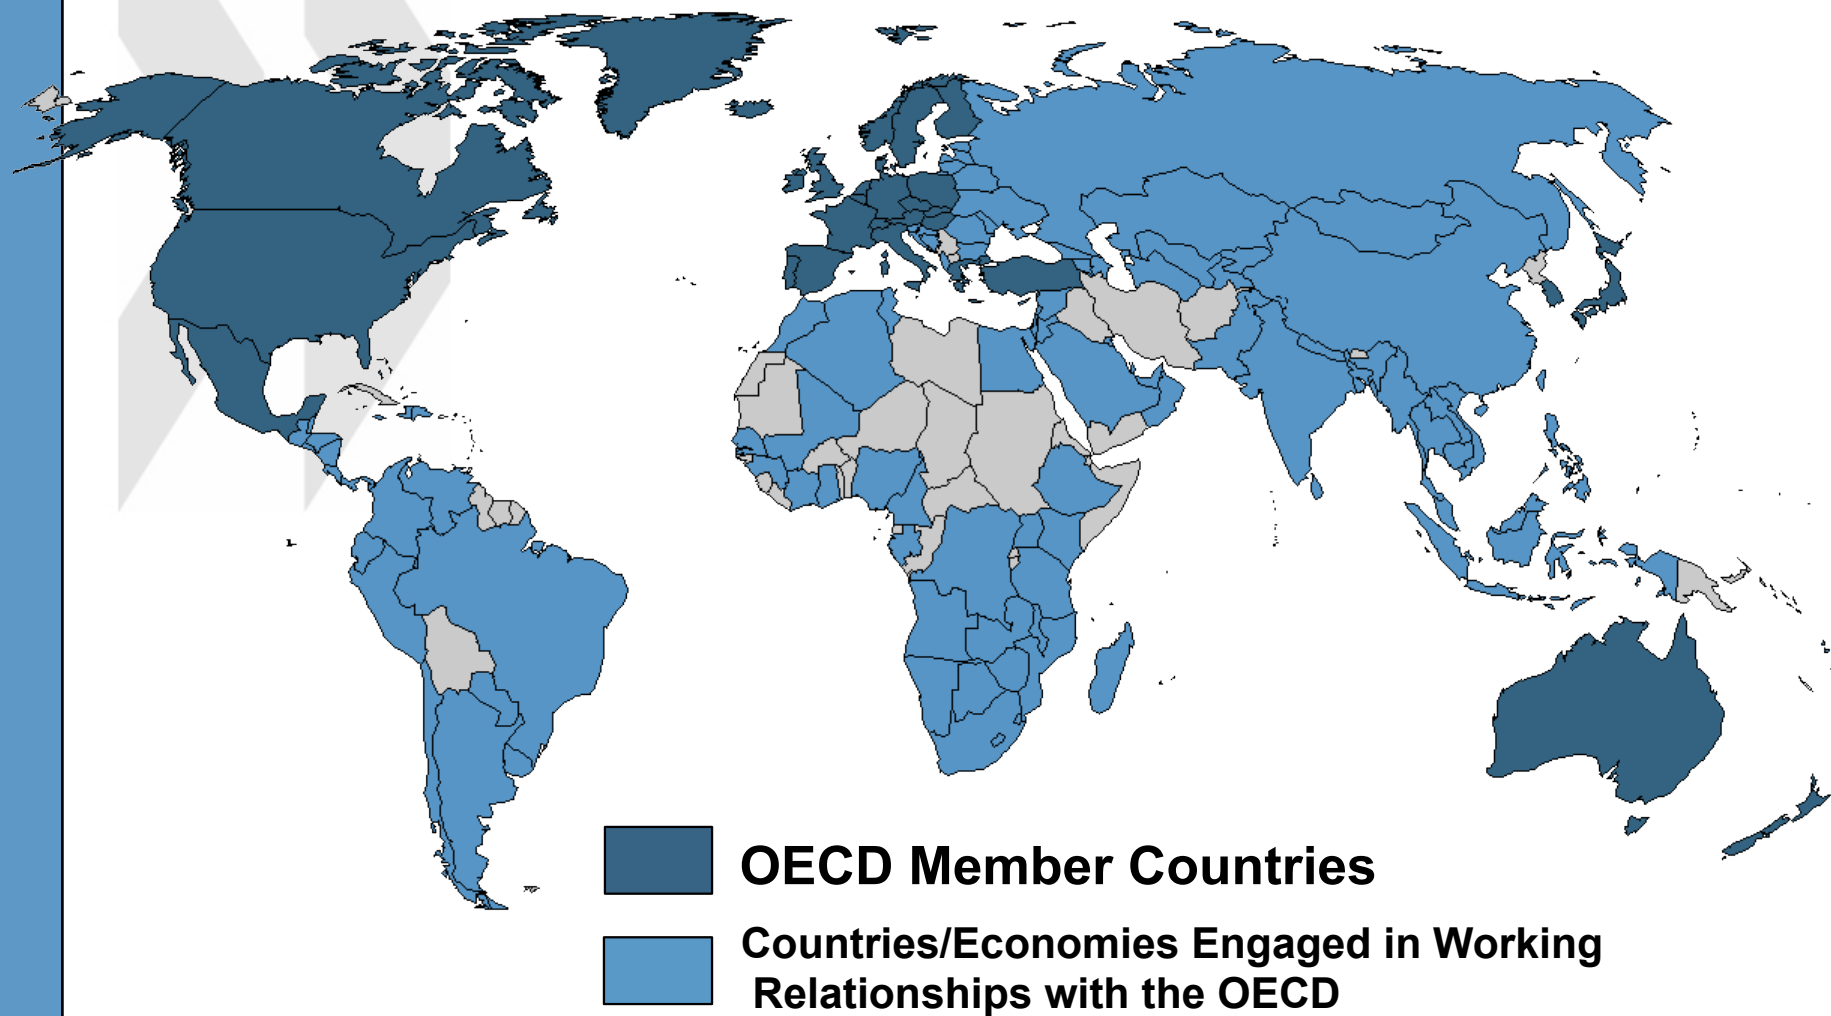 OECD Member Countries
Countries/Economies Engaged in Working
Relationships with the OECD